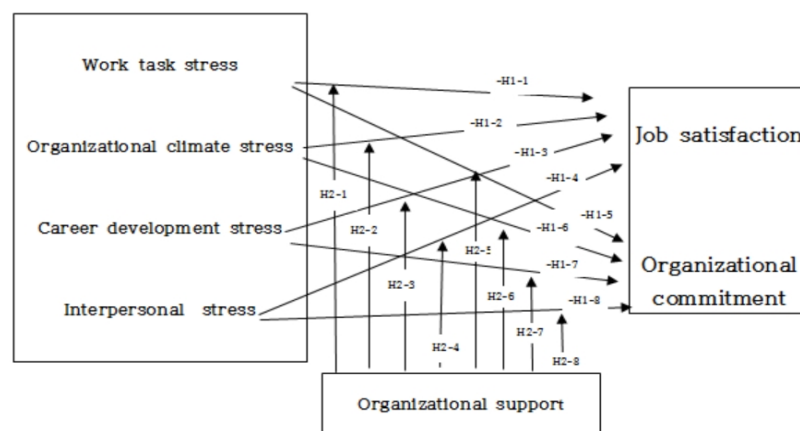 Work task stress
Organizational climate stress
Career development stress
Interpersonal stress
-H1-1
-H1-2
-H1-3
-H1-4
-H1-5
-H1-6
-H1-7
-H1-8
H2-1
H2-2
H2-3
H2-4
H2-5
H2-6
H2-7
H2-8
Job satisfaction
Organizational
commitment
Organizational support